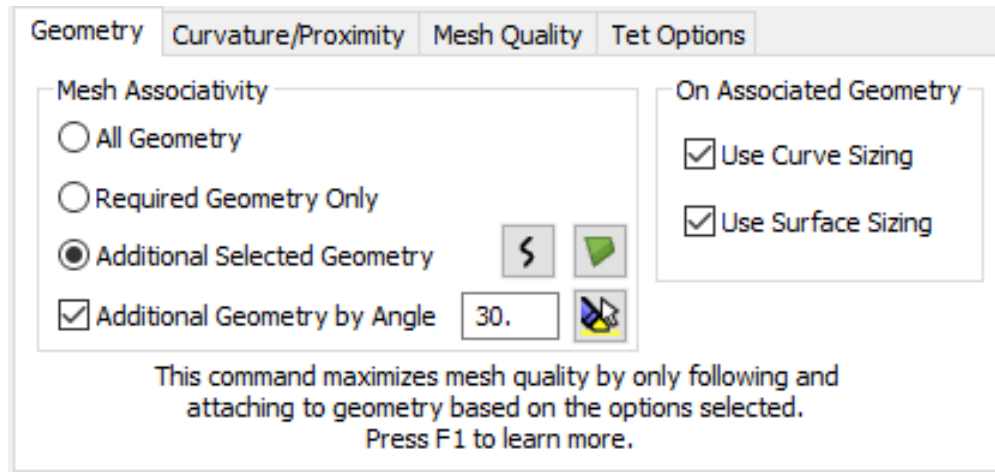 Geometry Curvature/Proximity Mesh Quality Tet Options
Mesh Associativity
All Geometry
Required Geometry Only
Additional Selected Geometry
Additional Geometry by Angle 30.
On Associated Geometry
Use Curve Sizing
Use Surface Sizing
This command maximizes mesh quality by only following and
attaching to geometry based on the options selected.
Press F1 to learn more.